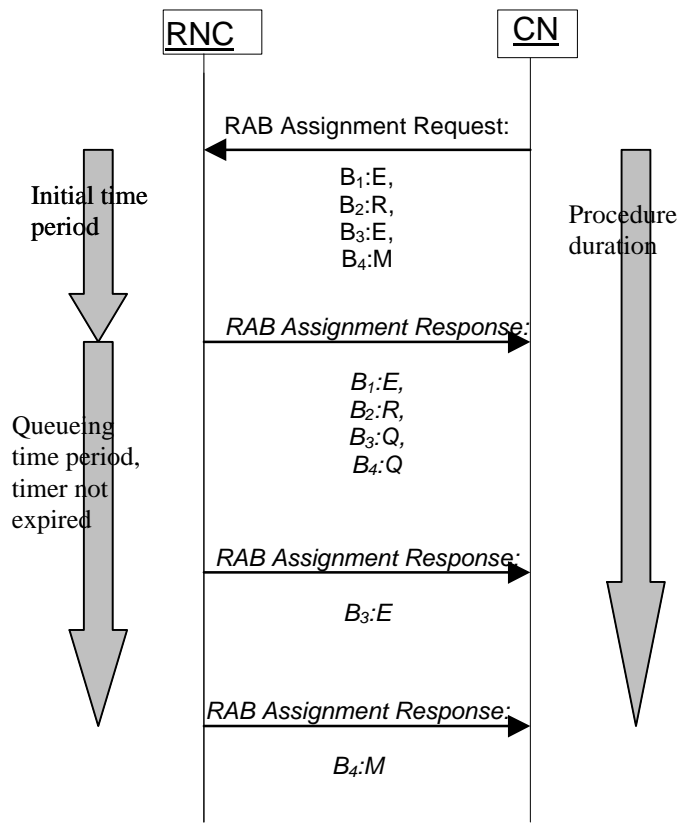 RNC
CN
RAB Assignment Request:
B₁:E,
B₂:R,
B₃:E,
B₄:M
Initial time
period
Procedure
duration
RAB Assignment Response:
B₁:E,
B₂:R,
B₃:Q,
B₄:Q
Queueing
time period,
timer not
expired
RAB Assignment Response:
B₃:E
RAB Assignment Response:
B₄:M